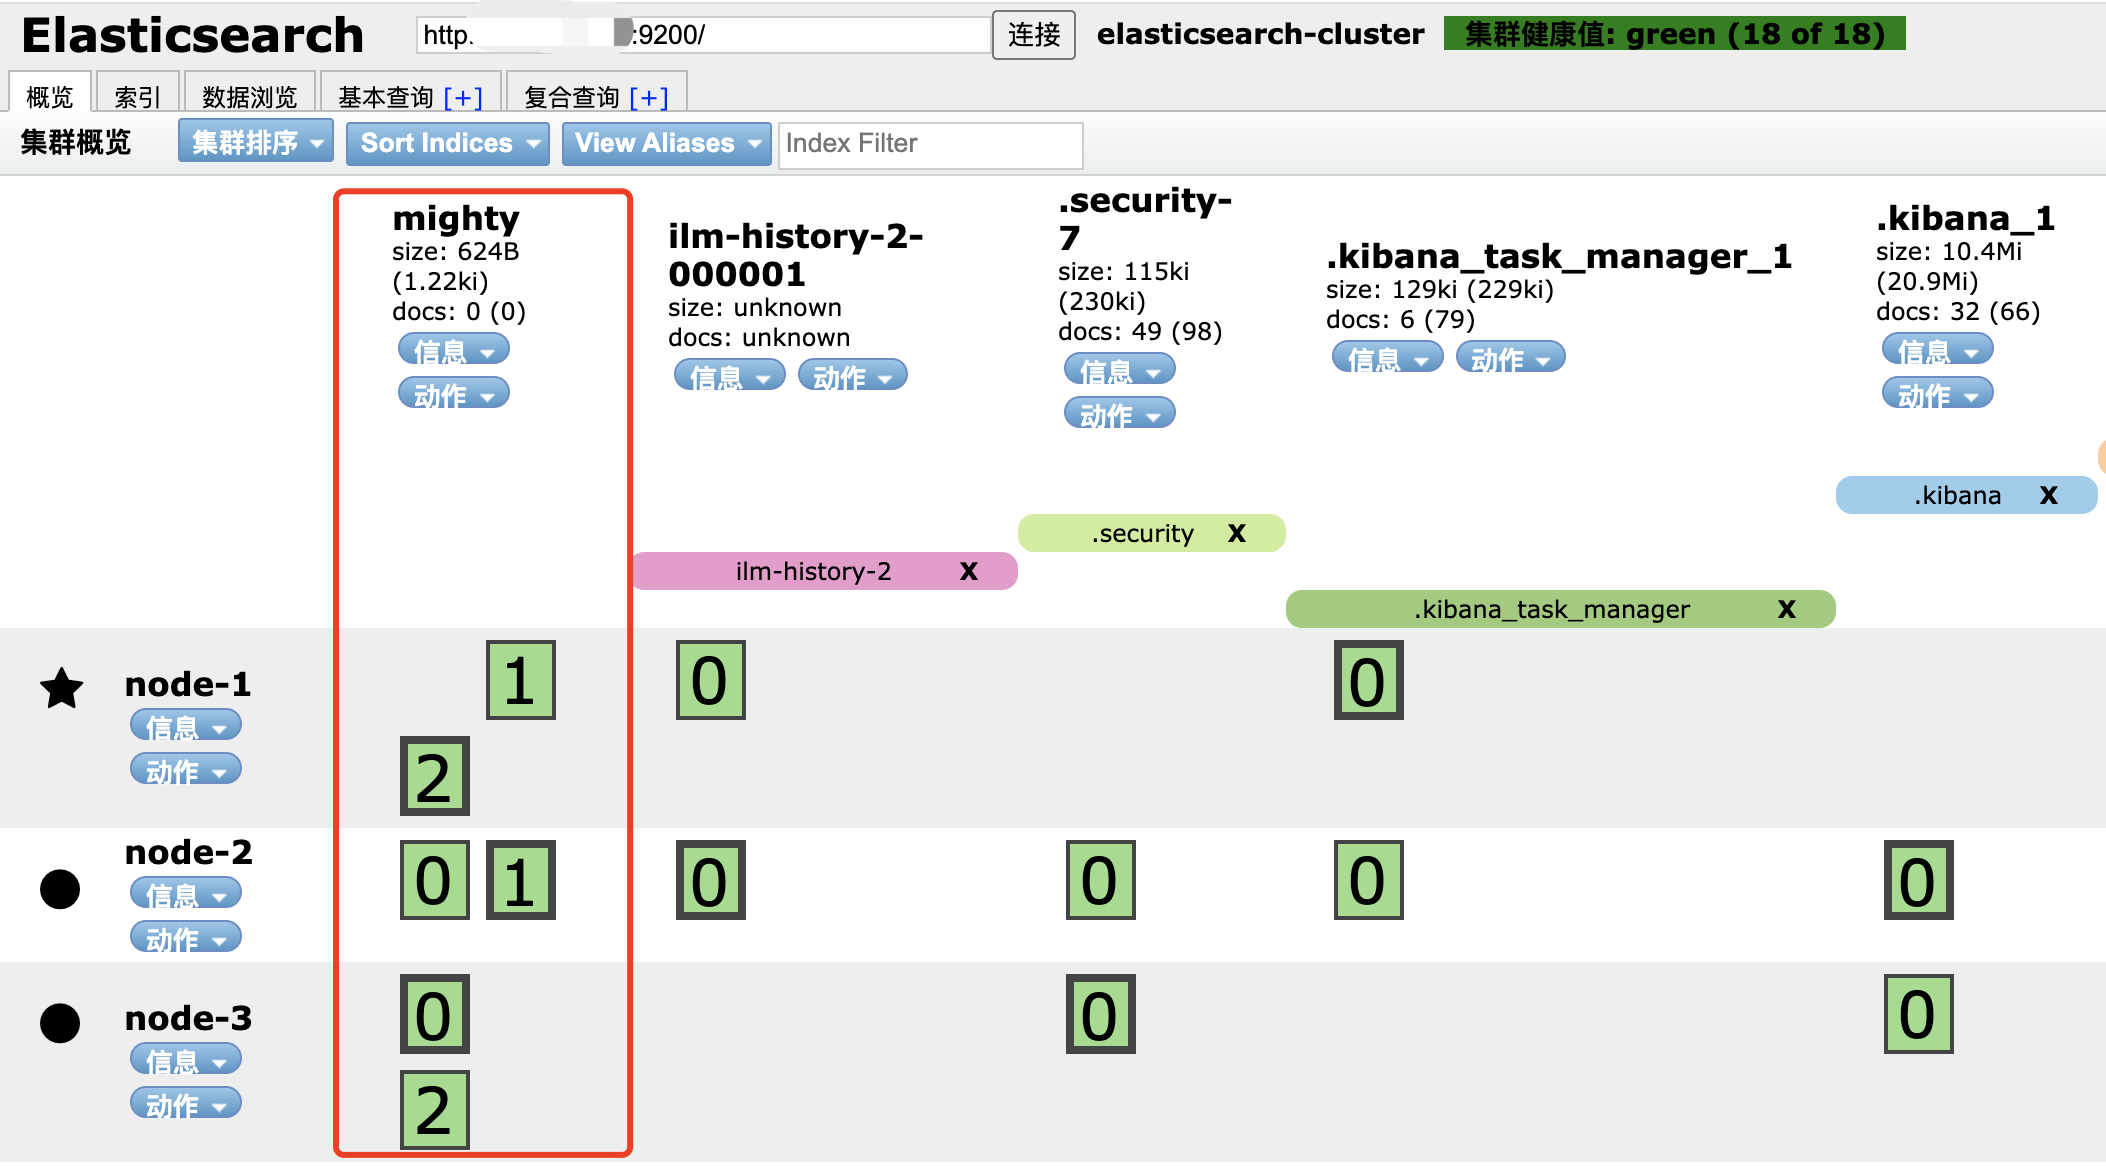 Elasticsearch
http :9200/
连接
elasticsearch-cluster
集群健康值: green (18 of 18)
概览
索引
数据浏览
基本查询 [+]
复合查询 [+]
集群概览
集群排序
Sort Indices
View Aliases
Index Filter
mighty
size: 624B
(1.22ki)
docs: 0 (0)
信息
动作
ilm-history-2-
000001
size: unknown
docs: unknown
信息
动作
.security-
7
size: 115ki
(230ki)
docs: 49 (98)
信息
动作
.kibana_task_manager_1
size: 129ki (229ki)
docs: 6 (79)
信息
动作
.kibana_1
size: 10.4Mi
(20.9Mi)
docs: 32 (66)
信息
动作
.kibana X
.security X
ilm-history-2 X
.kibana_task_manager X
node-1
信息
动作
1
2
0
0
node-2
信息
动作
0
1
0
0
0
0
node-3
信息
动作
0
2
0
0